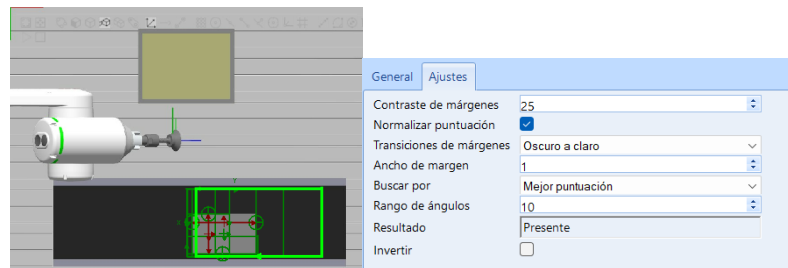 General Ajustes
Contraste de márgenes 25
Normalizar puntuación
Transiciones de márgenes Oscuro a claro
Ancho de margen 1
Buscar por Mejor puntuación
Rango de ángulos 10
Resultado Presente
Invertir